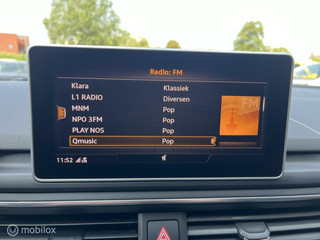 Radio: FM
Klara Klassiek
L1 RADIO Diversen
MNM Pop
NPO 3FM Pop
PLAY NOS Pop
Qmusic Pop
FM
11:52
mobilox